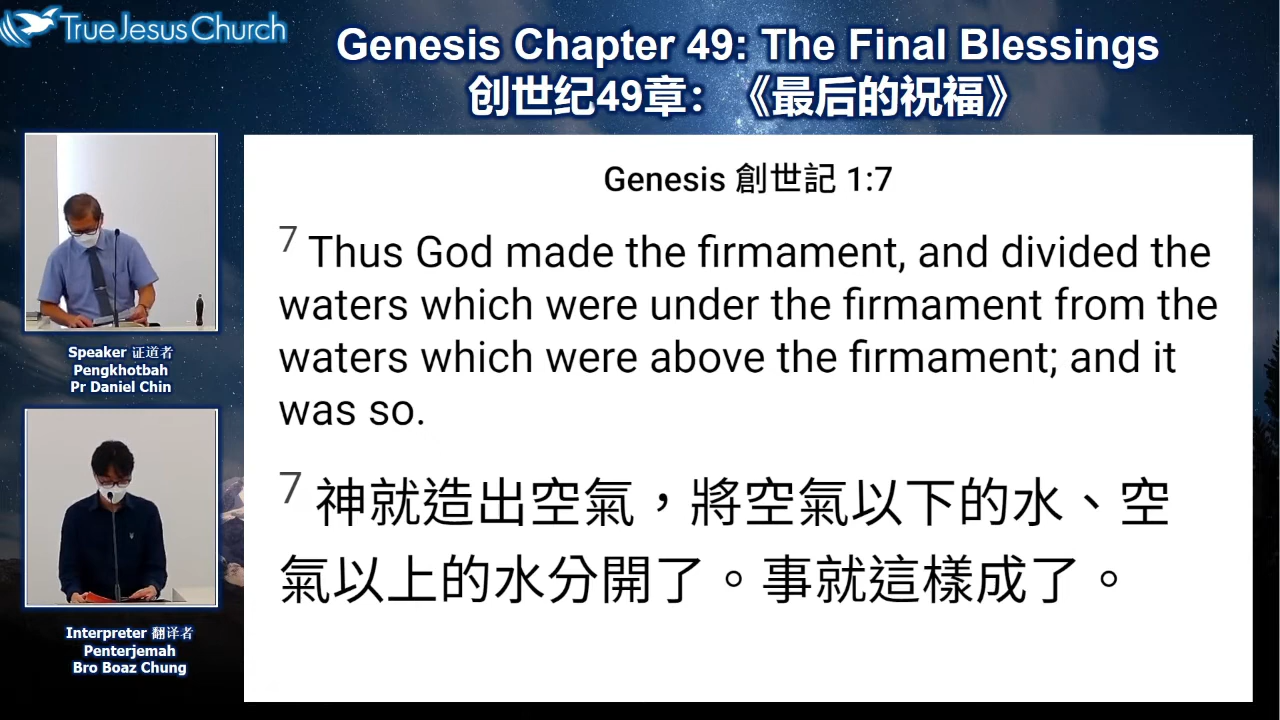 True Jesus Church
Genesis Chapter 49: The Final Blessings
创世纪49章：《最后的祝福》
Speaker 证道者
Pengkhotbah
Pr Daniel Chin
Interpreter 翻译者
Penterjemah
Bro Boaz Chung
Genesis 創世記 1:7
7 Thus God made the firmament, and divided the
waters which were under the firmament from the
waters which were above the firmament; and it
was so.
7 神就造出空氣，將空氣以下的水、空
氣以上的水分開了。事就這樣成了。